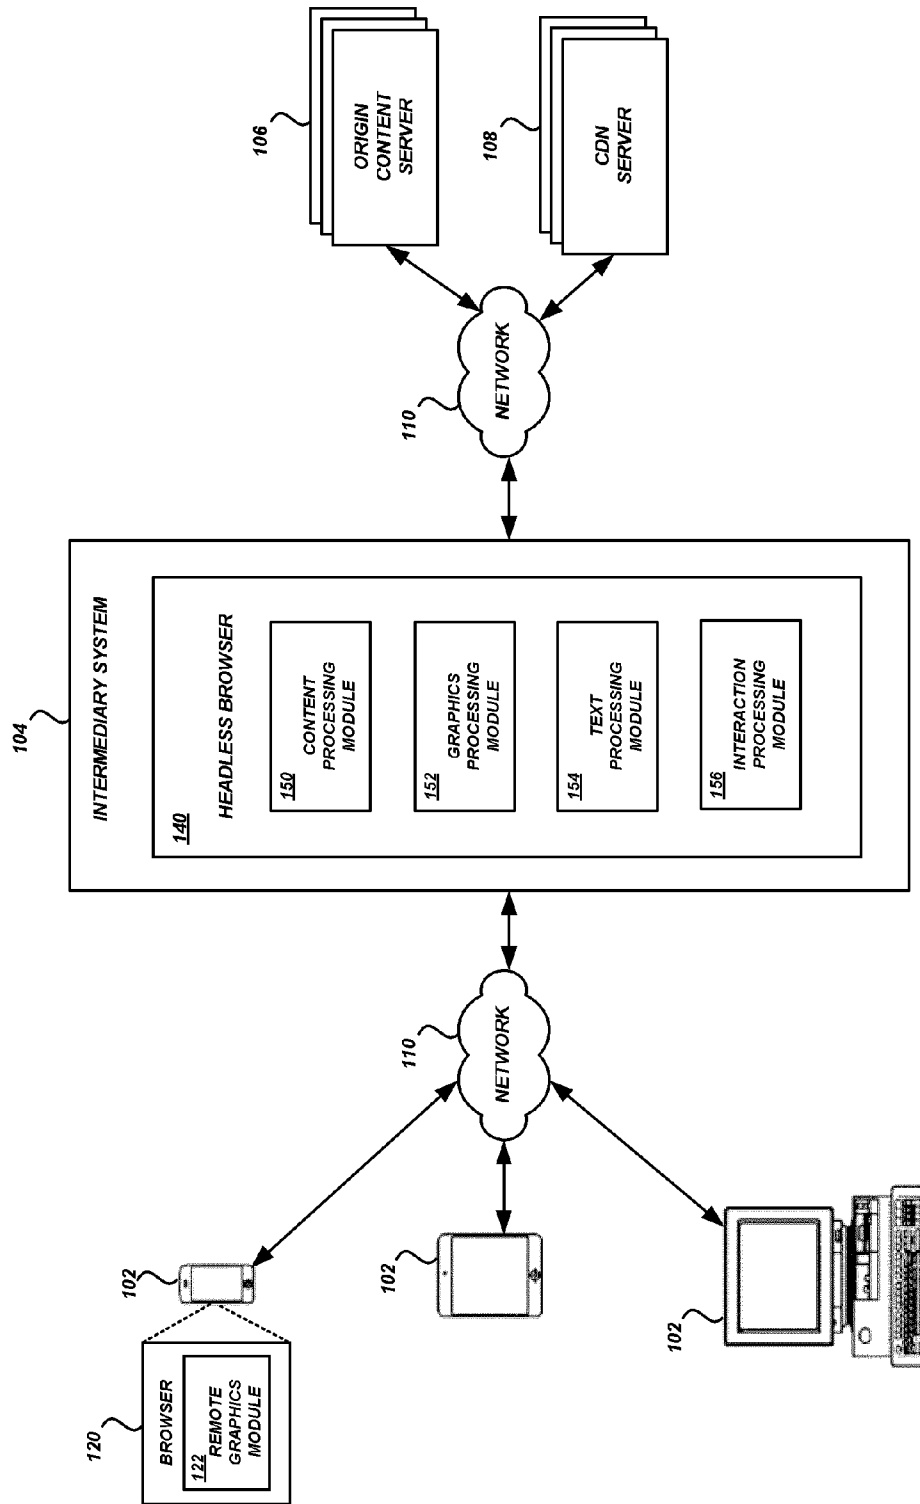 120
BROWSER
122
REMOTE
GRAPHICS
MODULE
102
102
102
110
NETWORK
104
INTERMEDIARY SYSTEM
140
HEADLESS BROWSER
150
CONTENT
PROCESSING
MODULE
152
GRAPHICS
PROCESSING
MODULE
154
TEXT
PROCESSING
MODULE
156
INTERACTION
PROCESSING
MODULE
110
NETWORK
106
ORIGIN
CONTENT
SERVER
108
CDN
SERVER